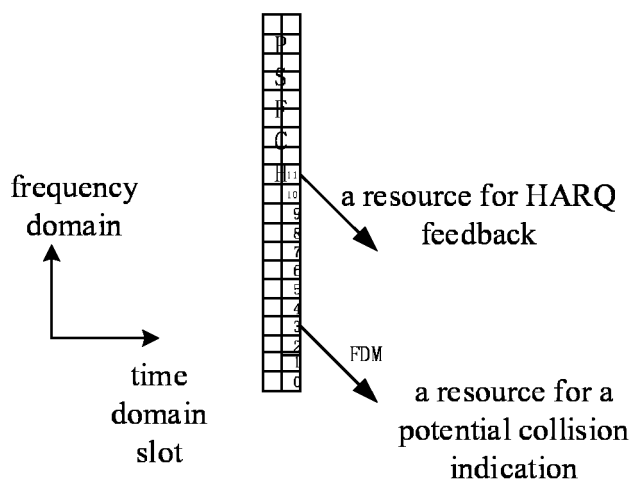 P
S
F
C
H
11
10
9
8
7
6
5
4
3
2
1
0
frequency
domain
time
domain
slot
a resource for HARQ
feedback
FDM
a resource for a
potential collision
indication